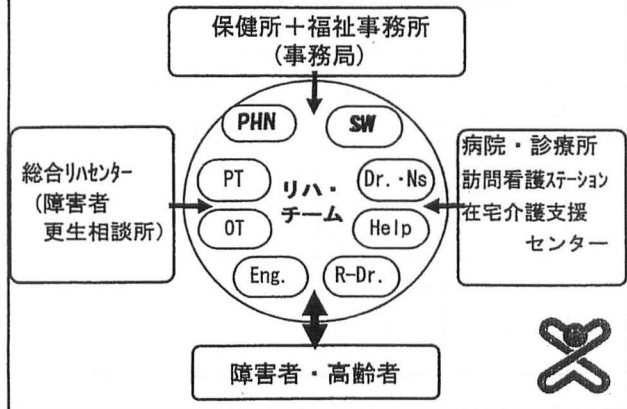 保健所＋福祉事務所
(事務局)
PHN
SW
総合リハセンター
(障害者
更生相談所)
PT
OT
リハ・
チーム
Dr.・Ns
Help
Eng.
R-Dr.
病院・診療所
訪問看護ステーション
在宅介護支援
センター
障害者・高齢者